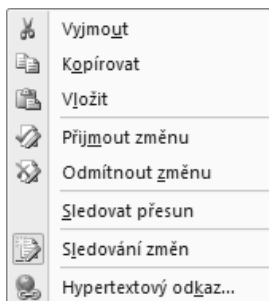 Vyjmout
Kopírovat
Vložit
Přijmout změnu
Odmítnout změnu
Sledovat přesun
Sledování změn
Hypertextový odkaz...